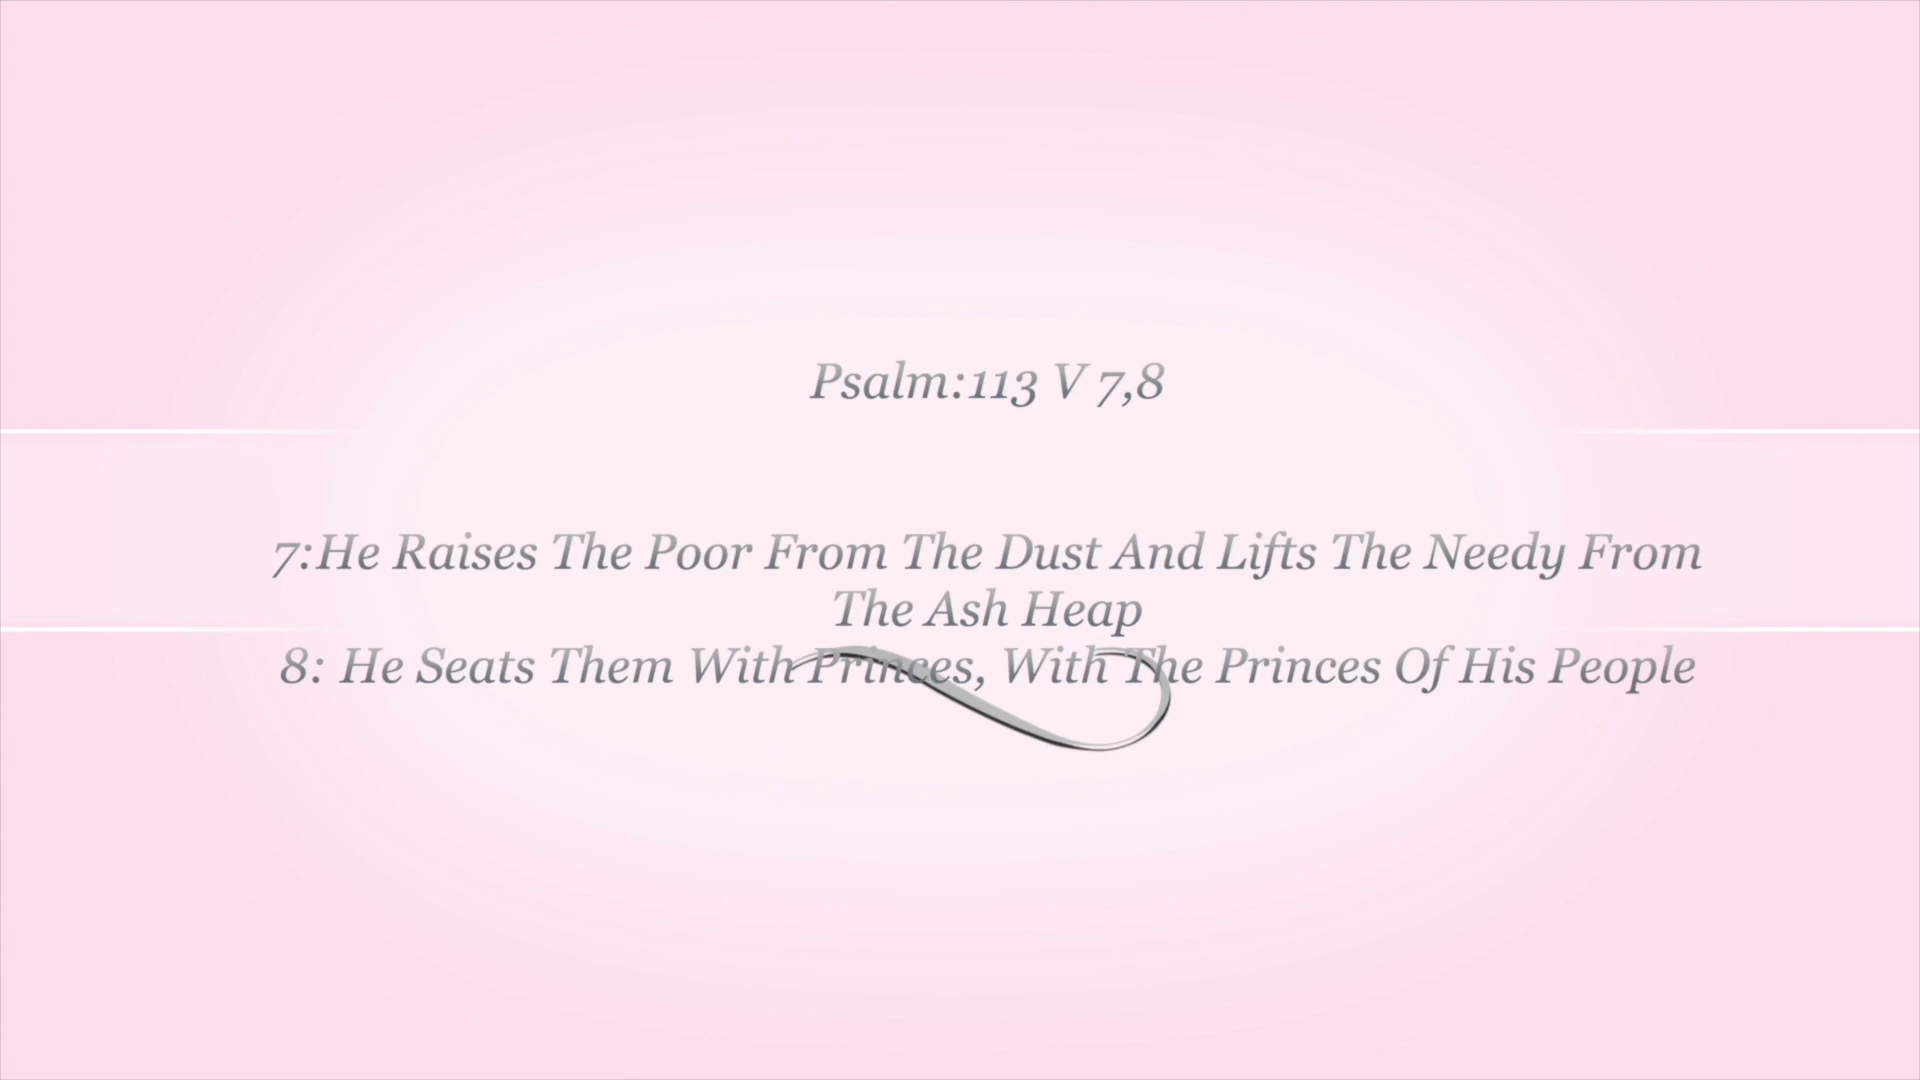 Psalm:113 V 7,8
7:He Raises The Poor From The Dust And Lifts The Needy From
The Ash Heap
8: He Seats Them With Princes, With The Princes Of His People